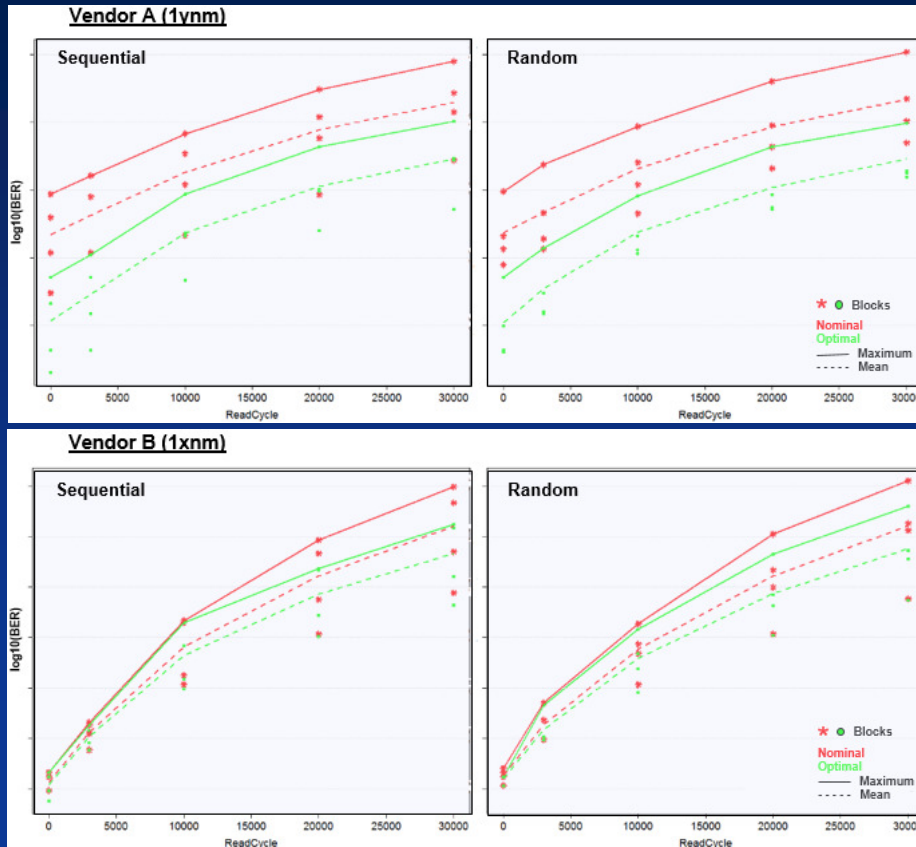 Vendor A (1ynm)
Sequential
Random
log10(BER)
* ● Blocks
Nominal
Optimal
Maximum
Mean
0 5000 10000 15000 20000 25000 30000
0 5000 10000 15000 20000 25000 3000
ReadCycle
ReadCycle
Vendor B (1xnm)
Sequential
Random
log10(BER)
* ● Blocks
Nominal
Optimal
Maximum
Mean
0 5000 10000 15000 20000 25000 30000
0 5000 10000 15000 20000 25000 30000
ReadCycle
ReadCycle